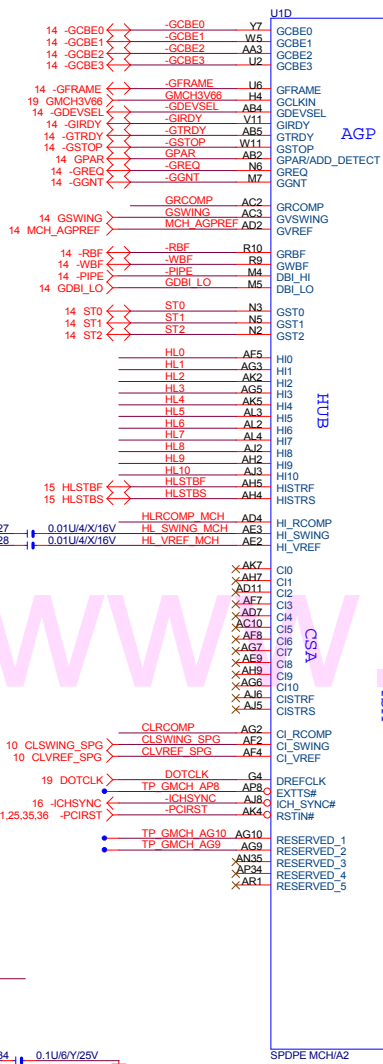 U1D
14 -GCBE0 -GCBE0 Y7 GCBE0
14 -GCBE1 -GCBE1 W5 GCBE1
14 -GCBE2 -GCBE2 AA3 GCBE2
14 -GCBE3 -GCBE3 U2 GCBE3
14 -GFRAME -GFRAME U6 GFRAME
19 GMCH3V66 GMCH3V66 H4 GCLKIN
14 -GDEVSEL -GDEVSEL AB4 GDEVSEL
14 -GIRDY -GIRDY V11 GIRDY
14 -GTRDY -GTRDY AB5 GTRDY
14 -GSTOP -GSTOP W11 GSTOP
14 GPAR GPAR AB2 GPAR/ADD_DETECT
14 -GREQ -GREQ N6 GREQ
14 -GGNT -GGNT M7 GGNT
AGP
GRCOMP AC2 GRCOMP
14 GSWING GSWING AC3 GVSWING
14 MCH_AGPREF MCH_AGPREF AD2 GVREF
14 -RBF -RBF R10 GRBF
14 -WBF -WBF R9 GWBF
14 -PIPE -PIPE M4 DBI_HI
14 GDBI_LO GDBI_LO M5 DBI_LO
14 ST0 ST0 N3 GST0
14 ST1 ST1 N5 GST1
14 ST2 ST2 N2 GST2
HL0 AF5 HI0
HL1 AG3 HI1
HL2 AK2 HI2
HL3 AG5 HI3
HL4 AK5 HI4
HL5 AL3 HI5
HL6 AL2 HI6
HL7 AL4 HI7
HL8 AJ2 HI8
HL9 AH2 HI9
HL10 AJ3 HI10
15 HLSTBF HLSTBF AH5 HISTRF
15 HLSTBS HLSTBS AH4 HISTRS
HUB
HLRCOMP_MCH AD4 HI_RCOMP
27 0.01U/4/X/16V HL_SWING_MCH AE3 HI_SWING
28 0.01U/4/X/16V HL_VREF_MCH AE2 HI_VREF
AK7 CI0
AH7 CI1
AD11 CI2
AF7 CI3
AD7 CI4
AC10 CI5
AF8 CI6
AG7 CI7
AE9 CI8
AH9 CI9
AG6 CI10
AJ6 CISTRF
AJ5 CISTRS
CSA
WWW.
CLRCOMP AG2 CI_RCOMP
10 CLSWING_SPG CLSWING_SPG AF2 CI_SWING
10 CLVREF_SPG CLVREF_SPG AF4 CI_VREF
19 DOTCLK DOTCLK G4 DREFCLK
TP_GMCH_AP8 AP8 EXTTS#
16 -ICHSYNC -ICHSYNC AJ8 ICH_SYNC#
1,25,35,36 -PCIRST -PCIRST AK4 RSTIN#
TP_GMCH_AG10 AG10 RESERVED_1
TP_GMCH_AG9 AG9 RESERVED_2
AN35 RESERVED_3
AP34 RESERVED_4
AR1 RESERVED_5
34 0.1U/6/Y/25V
SPDPE MCH/A2